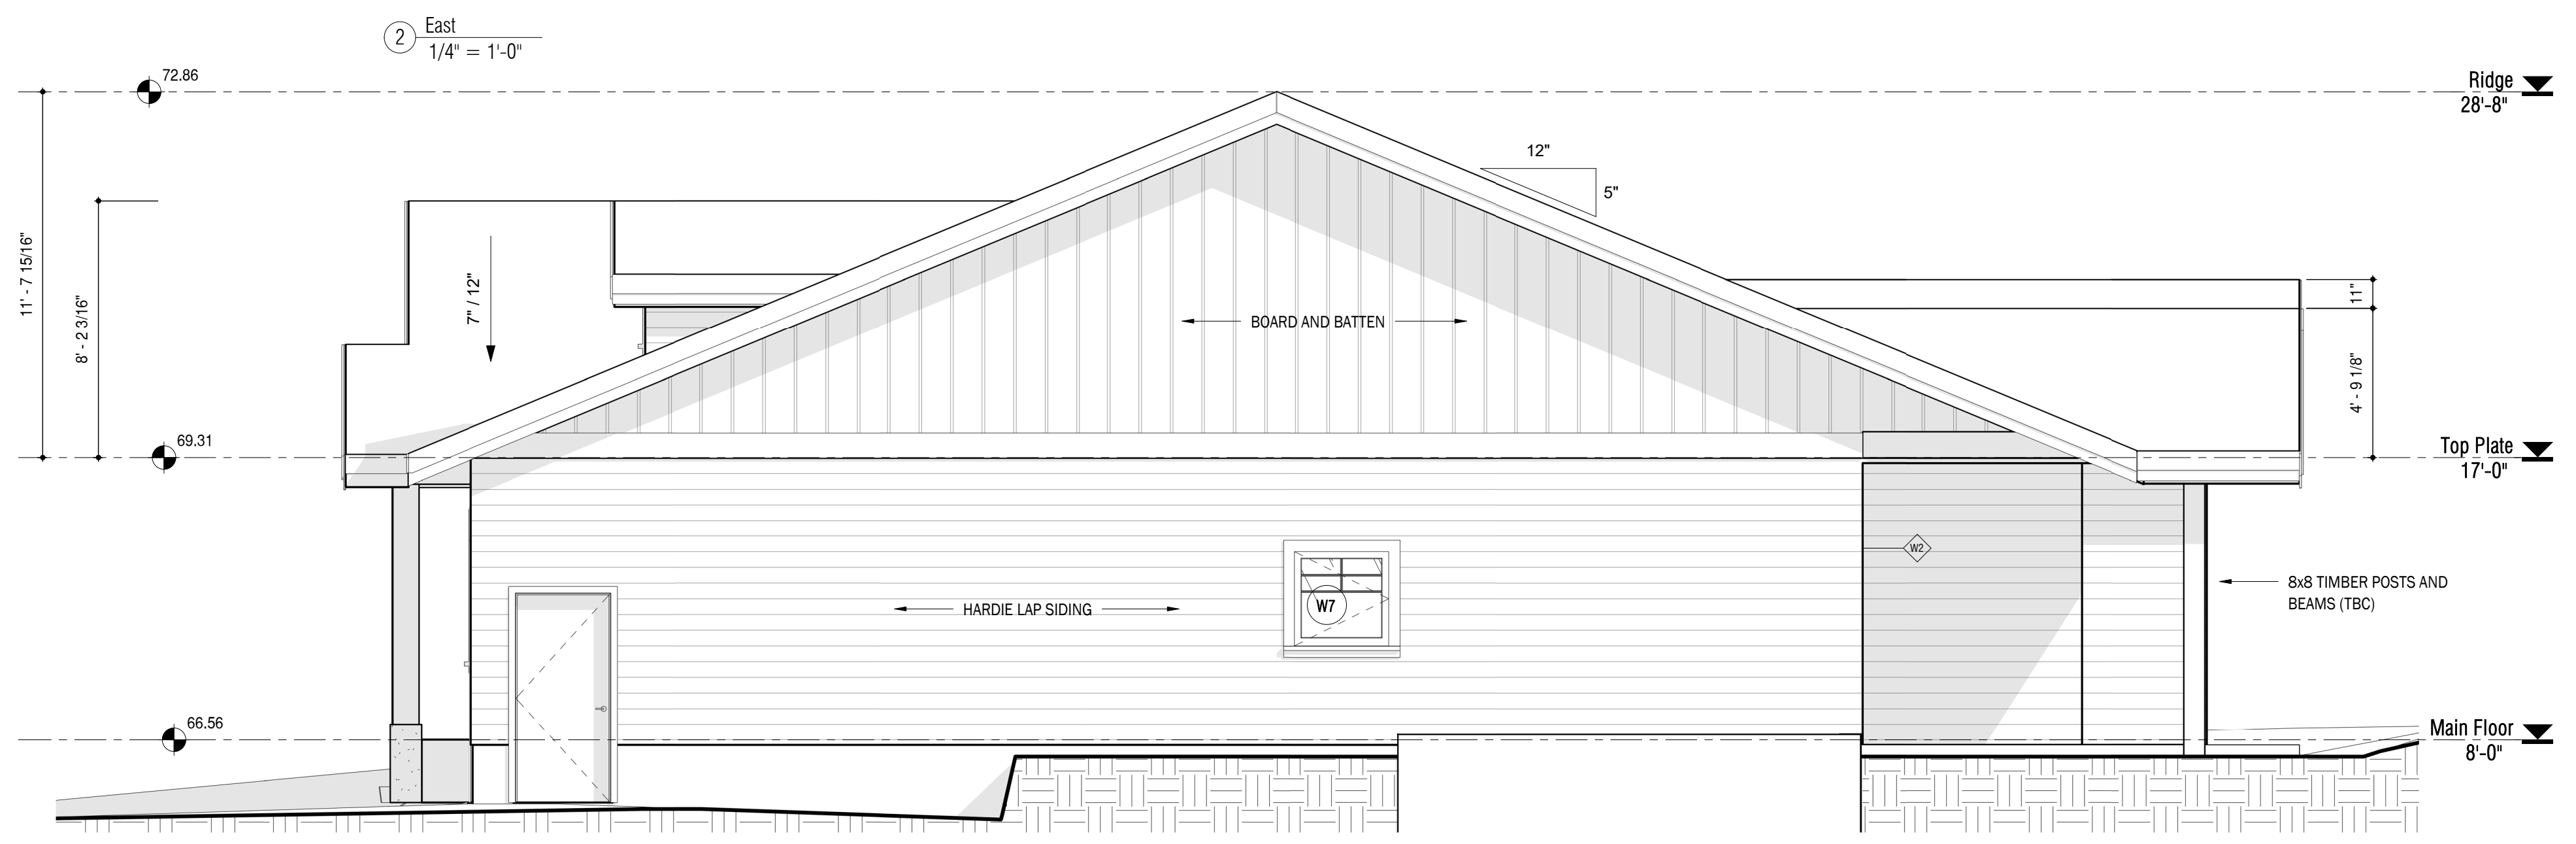 2 East
1/4" = 1'-0"
72.86
Ridge
28'-8"
12"
5"
11' - 7 15/16"
8' - 2 3/16"
7" / 12"
BOARD AND BATTEN
11"
4' - 9 1/8"
69.31
Top Plate
17'-0"
W2
HARDIE LAP SIDING
W7
8x8 TIMBER POSTS AND
BEAMS (TBC)
66.56
Main Floor
8'-0"